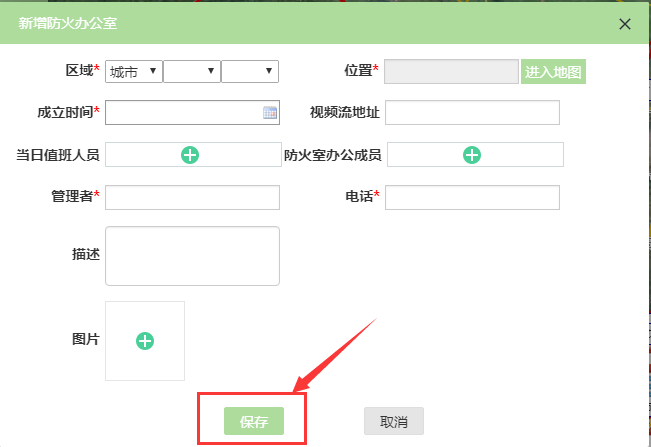 新增防火办公室
区域* 城市 位置* 进入地图
成立时间* 视频流地址
当日值班人员 防火室办公成员
管理者* 电话*
描述
图片
保存 取消